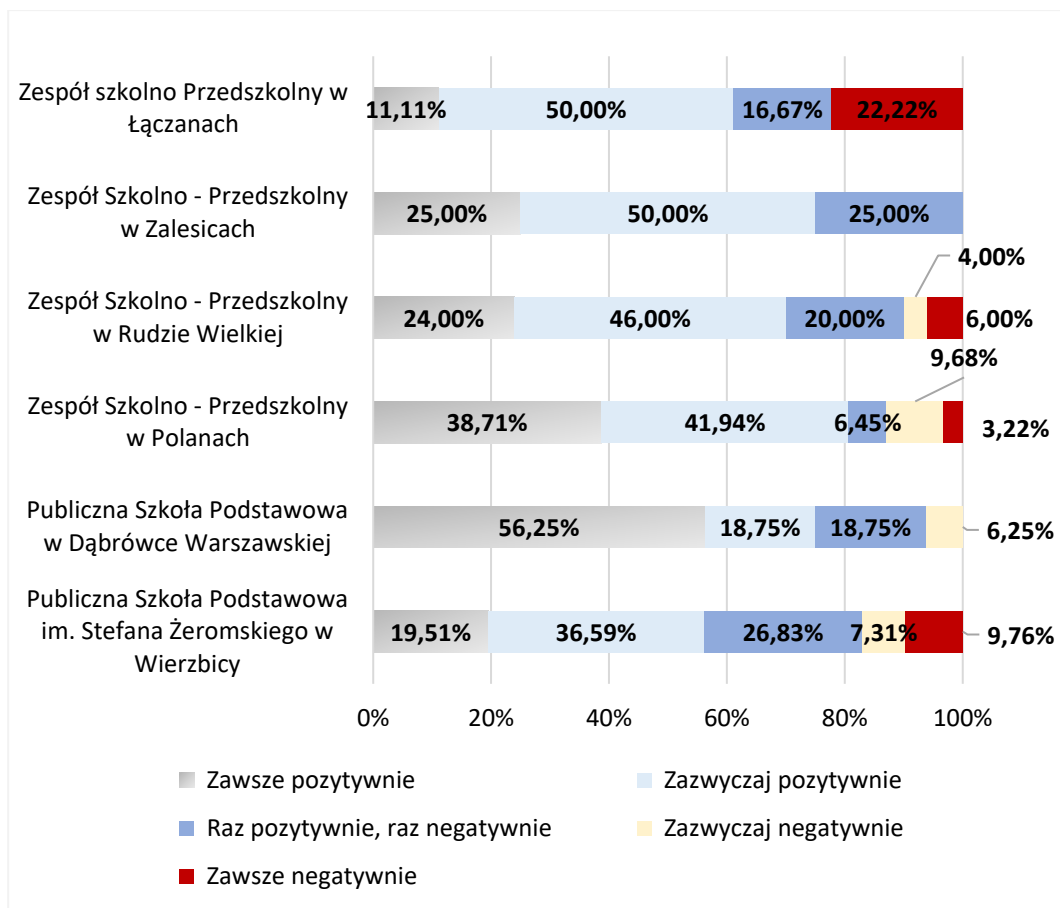 Zespół szkolno Przedszkolny w
Łączanach
11,11% 50,00% 16,67% 22,22%
Zespół Szkolno - Przedszkolny
w Zalesicach
25,00% 50,00% 25,00%
Zespół Szkolno - Przedszkolny
w Rudzie Wielkiej
24,00% 46,00% 20,00% 4,00% 6,00%
Zespół Szkolno - Przedszkolny
w Polanach
38,71% 41,94% 6,45% 9,68% 3,22%
Publiczna Szkoła Podstawowa
w Dąbrówce Warszawskiej
56,25% 18,75% 18,75% 6,25%
Publiczna Szkoła Podstawowa
im. Stefana Żeromskiego w
Wierzbicy
19,51% 36,59% 26,83% 7,31% 9,76%
0% 20% 40% 60% 80% 100%
Zawsze pozytywnie
Zazwyczaj pozytywnie
Raz pozytywnie, raz negatywnie
Zazwyczaj negatywnie
Zawsze negatywnie